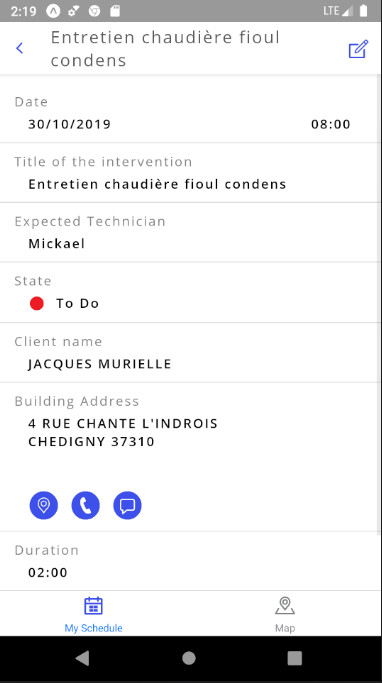 2:19
LTE
Entretien chaudière fioul
condens
Date
30/10/2019 08:00
Title of the intervention
Entretien chaudière fioul condens
Expected Technician
Mickael
State
To Do
Client name
JACQUES MURIELLE
Building Address
4 RUE CHANTE L'INDROIS
CHEDIGNY 37310
Duration
02:00
My Schedule
Map